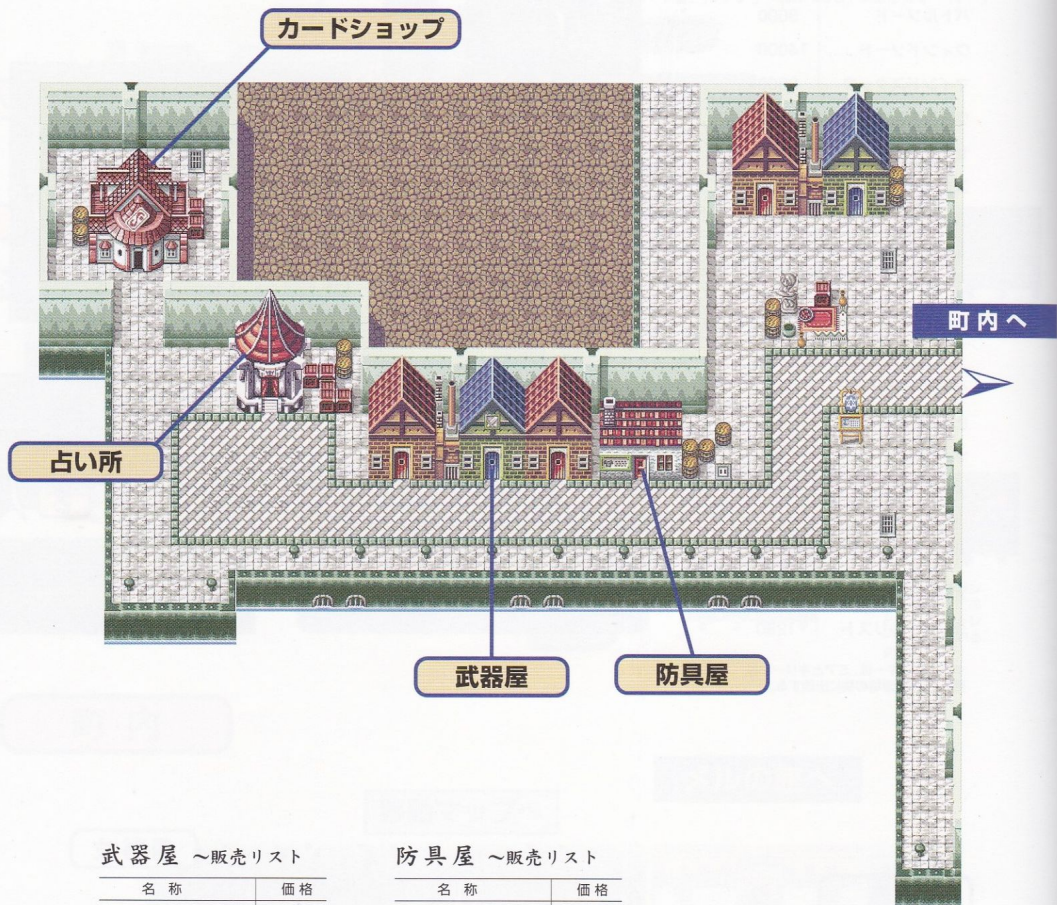 カードショップ
町内へ
占い所
武器屋
防具屋
武器屋 ～販売リスト
防具屋 ～販売リスト
名称 価格
名称 価格